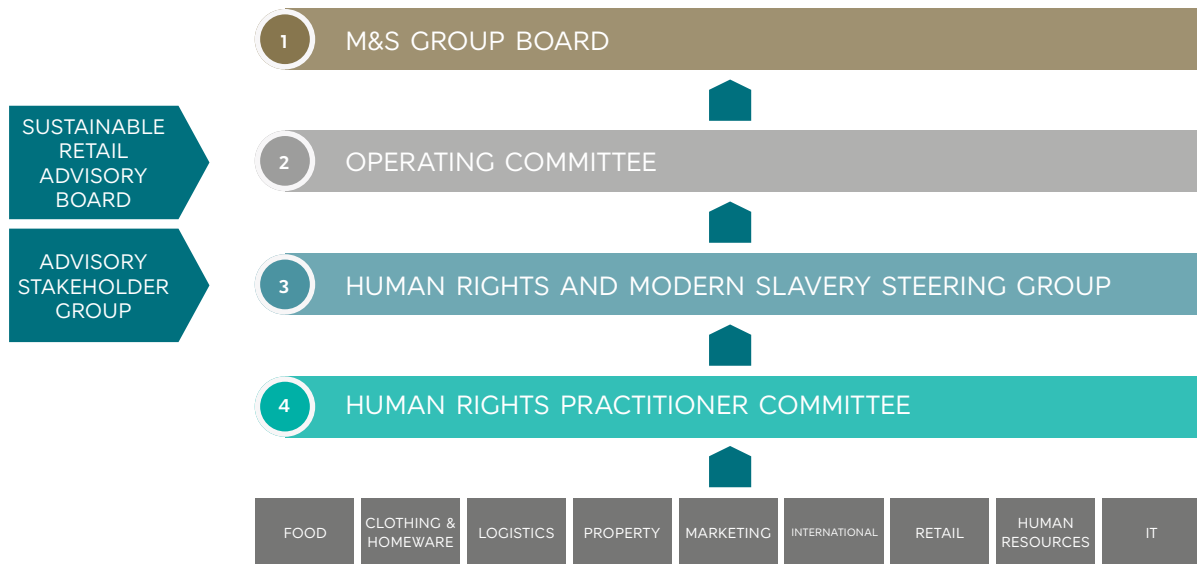 1
M&S GROUP BOARD
SUSTAINABLE
RETAIL
ADVISORY
BOARD
2
OPERATING COMMITTEE
ADVISORY
STAKEHOLDER
GROUP
3
HUMAN RIGHTS AND MODERN SLAVERY STEERING GROUP
4
HUMAN RIGHTS PRACTITIONER COMMITTEE
FOOD
CLOTHING &
HOMEWARE
LOGISTICS
PROPERTY
MARKETING
INTERNATIONAL
RETAIL
HUMAN
RESOURCES
IT